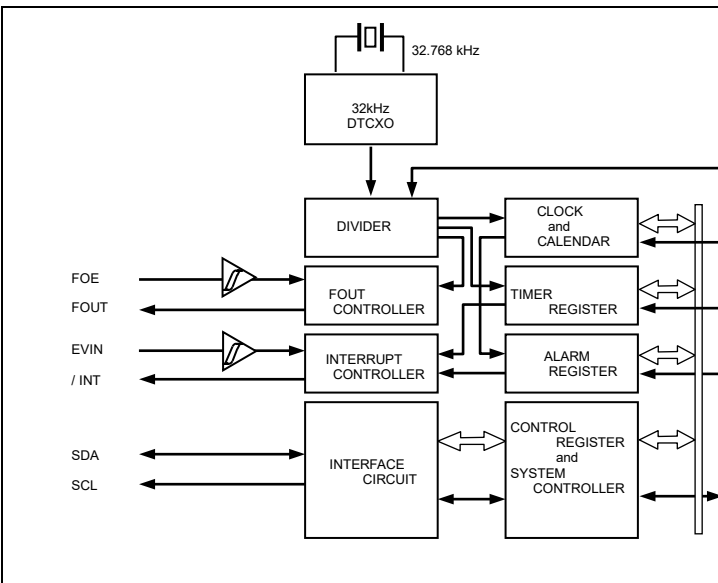 32.768 kHz
32kHz
DTCXO
DIVIDER
CLOCK
and
CALENDAR
FOE
FOUT
FOUT
CONTROLLER
TIMER
REGISTER
EVIN
/ INT
INTERRUPT
CONTROLLER
ALARM
REGISTER
SDA
SCL
INTERFACE
CIRCUIT
CONTROL
REGISTER
and
SYSTEM
CONTROLLER